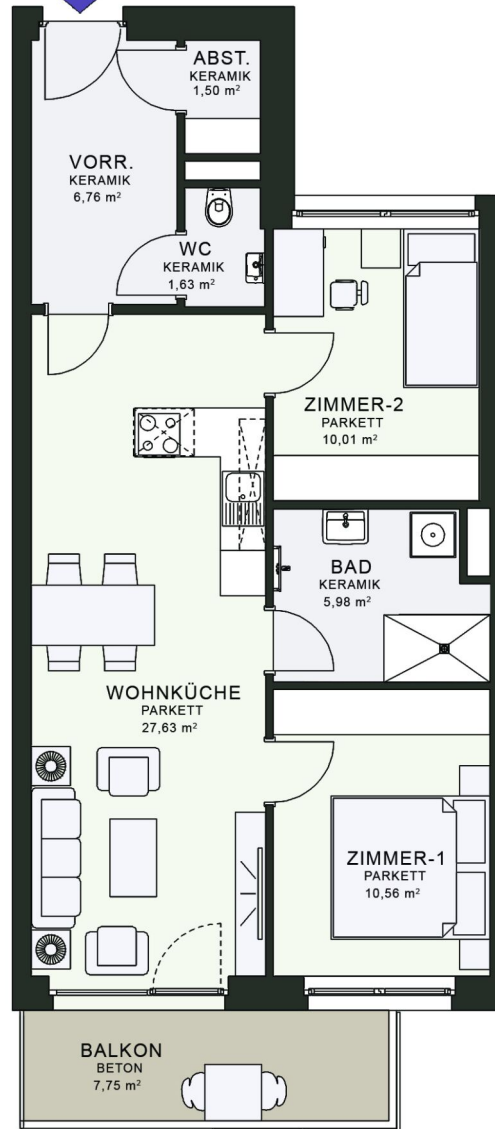 ABST.
KERAMIK
1,50 m²
VORR.
KERAMIK
6,76 m²
WC
KERAMIK
1,63 m²
ZIMMER-2
PARKETT
10,01 m²
BAD
KERAMIK
5,98 m²
WOHNKÜCHE
PARKETT
27,63 m²
ZIMMER-1
PARKETT
10,56 m²
BALKON
BETON
7,75 m²